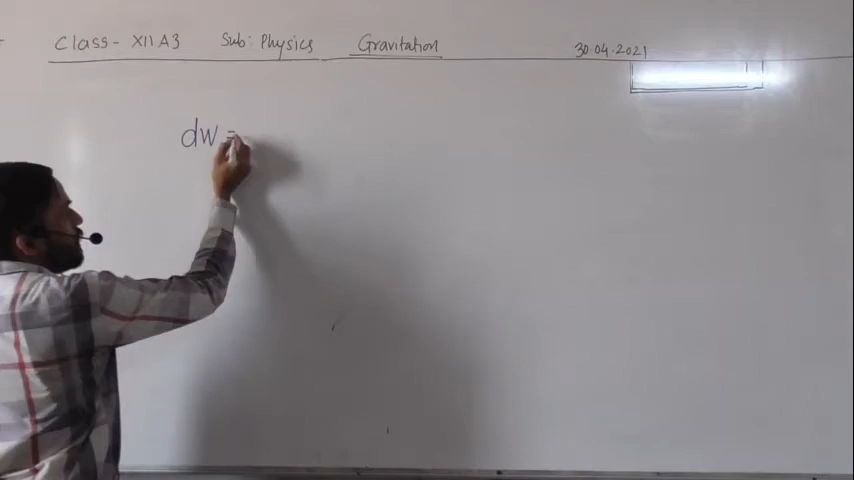 Class- XII A3 Sub: Physics Gravitation 30.04.2021
dW =